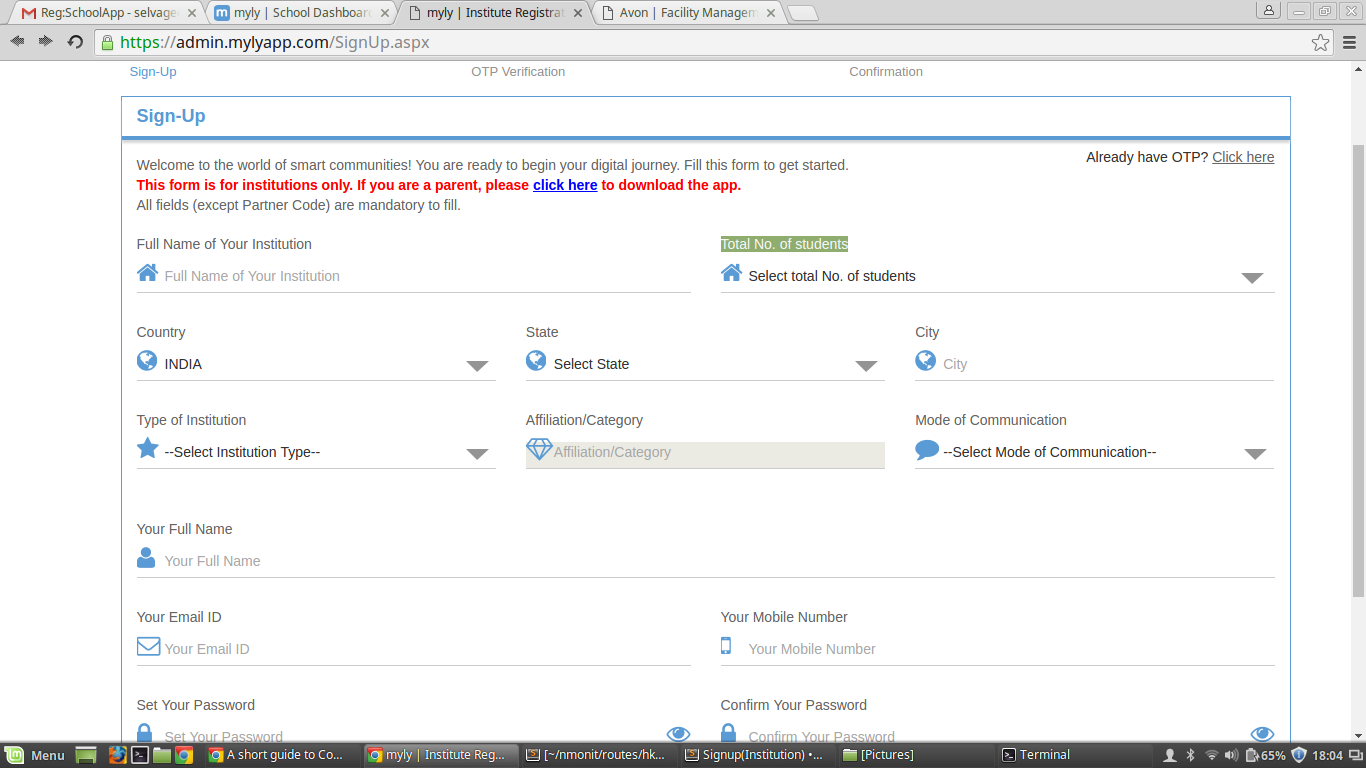 Reg:SchoolApp - selvage
myly | School Dashboard
myly | Institute Registrat
Avon | Facility Managem
https://admin.mylyapp.com/SignUp.aspx
Sign-Up OTP Verification Confirmation
Sign-Up
Already have OTP? Click here
Welcome to the world of smart communities! You are ready to begin your digital journey. Fill this form to get started.
This form is for institutions only. If you are a parent, please click here to download the app.
All fields (except Partner Code) are mandatory to fill.
Full Name of Your Institution Total No. of students
Full Name of Your Institution Select total No. of students
Country State City
INDIA Select State City
Type of Institution Affiliation/Category Mode of Communication
--Select Institution Type-- Affiliation/Category --Select Mode of Communication--
Your Full Name
Your Full Name
Your Email ID Your Mobile Number
Your Email ID Your Mobile Number
Set Your Password Confirm Your Password
Set Your Password Confirm Your Password
Menu A short guide to Co... myly | Institute Reg... [~/nmonit/routes/hk... Signup(Institution) •... [Pictures] Terminal 65% 18:04